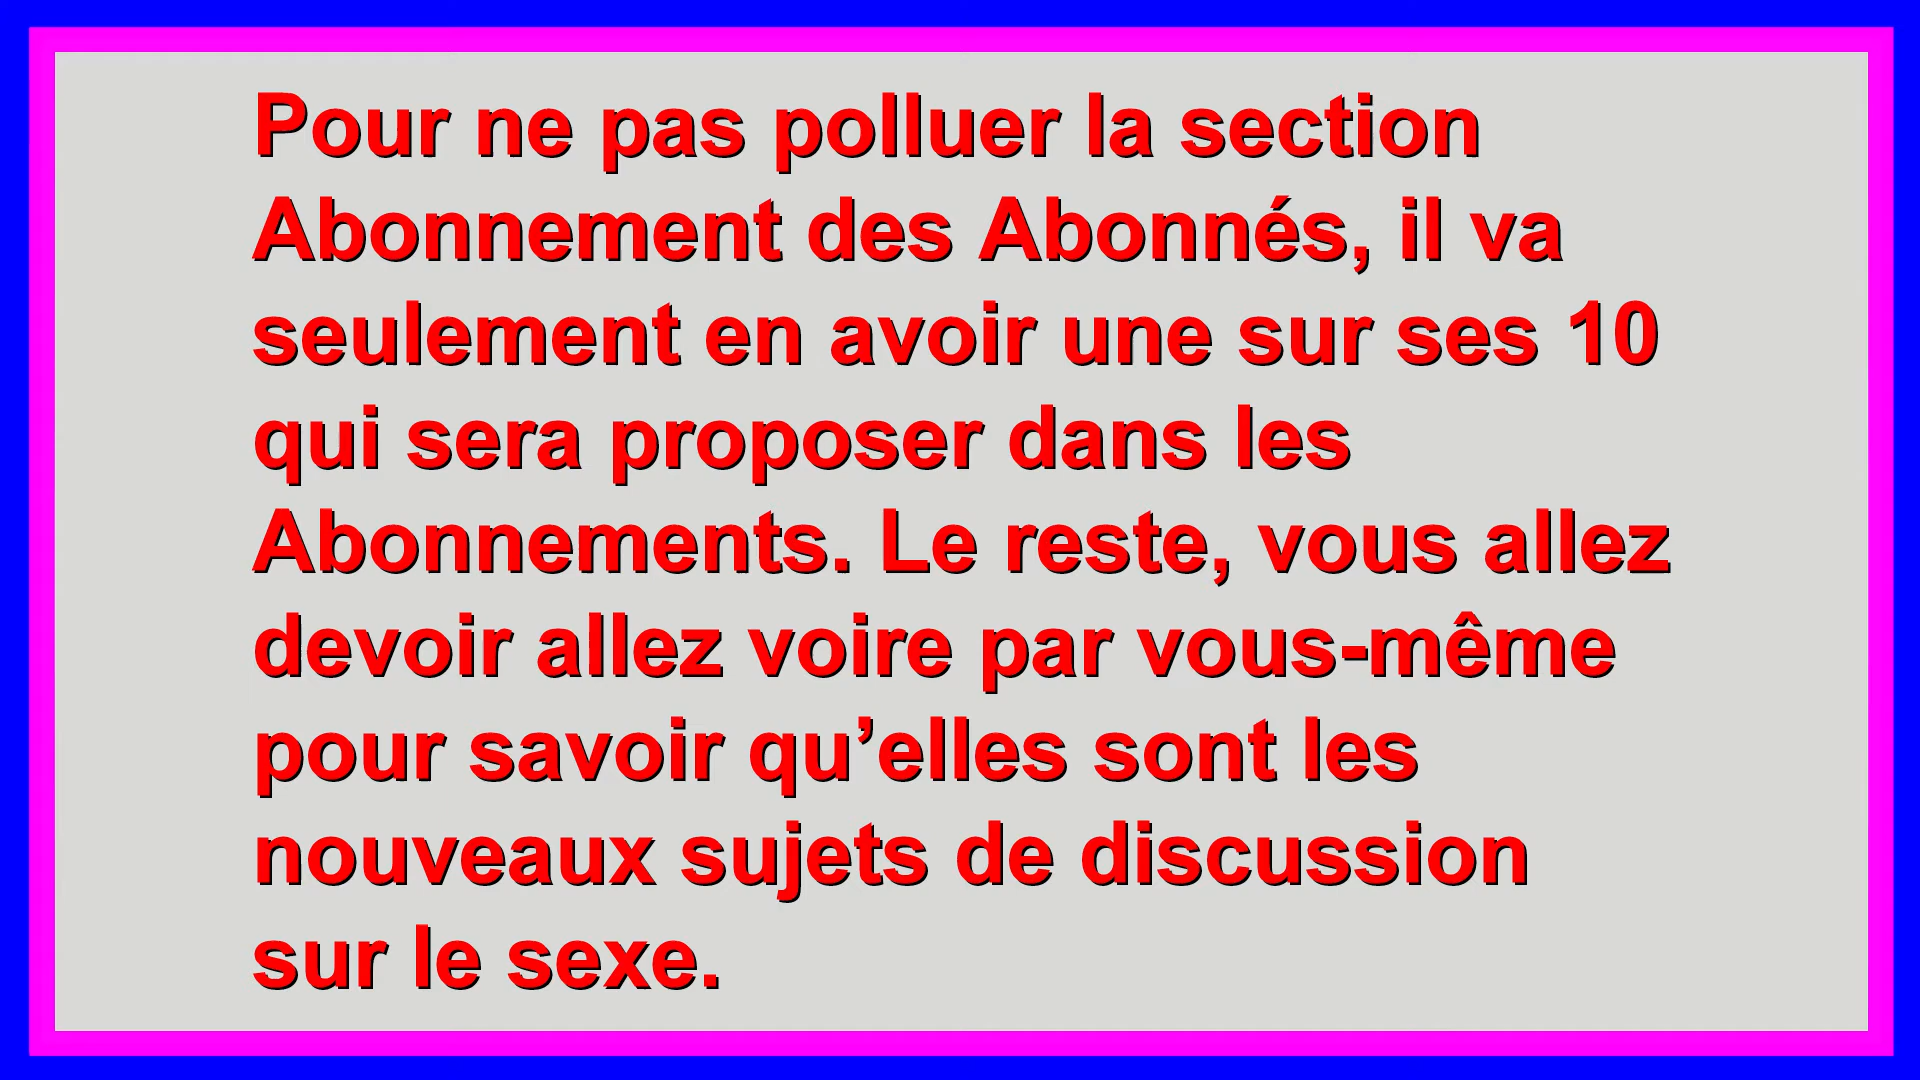 Pour ne pas polluer la section
Abonnement des Abonnés, il va
seulement en avoir une sur ses 10
qui sera proposer dans les
Abonnements. Le reste, vous allez
devoir allez voire par vous-même
pour savoir qu’elles sont les
nouveaux sujets de discussion
sur le sexe.